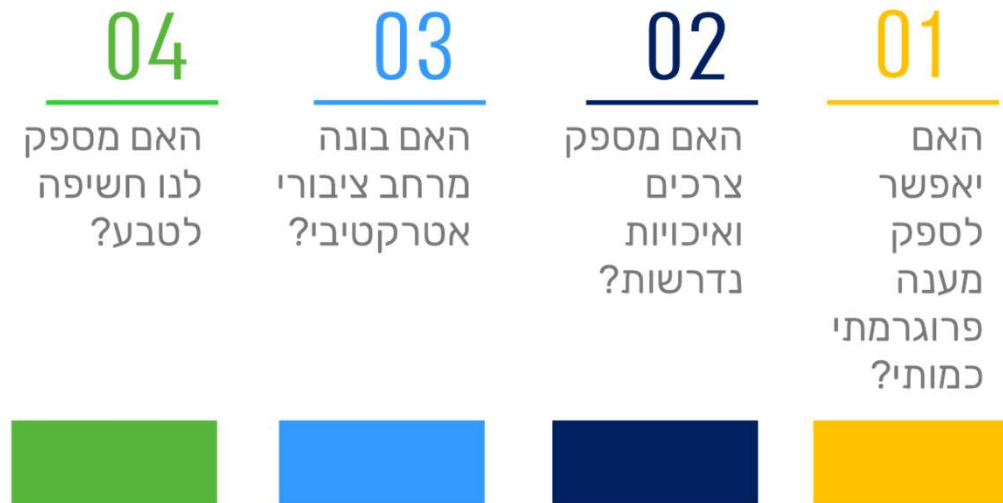 01
האם
יאפשר
לספק
מענה
פרוגרמתי
כמותי?
02
האם מספק
צרכים
ואיכויות
נדרשות?
03
האם בונה
מרחב ציבורי
אטרקטיבי?
04
האם מספק
לנו חשיפה
לטבע?